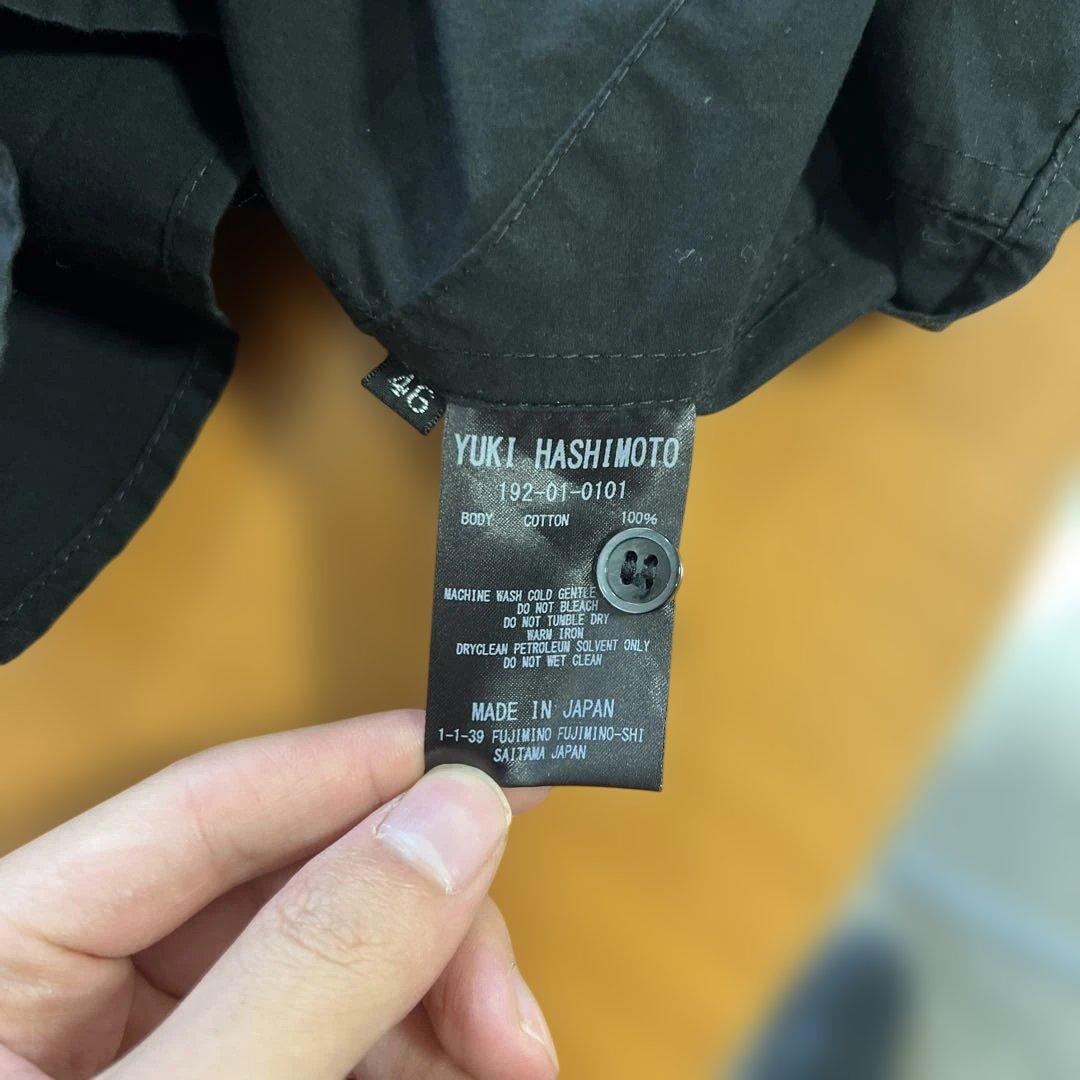 46
YUKI HASHIMOTO
192-01-0101
BODY COTTON 100%
MACHINE WASH COLD GENTLE
DO NOT BLEACH
DO NOT TUMBLE DRY
WARM IRON
DRYCLEAN PETROLEUM SOLVENT ONLY
DO NOT WET CLEAN
MADE IN JAPAN
1-1-39 FUJIMINO FUJIMINO-SHI
SAITAMA JAPAN